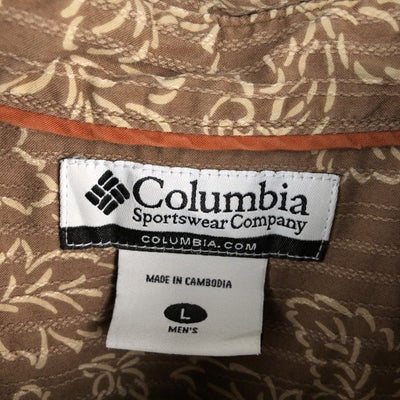 Columbia
Sportswear Company
COLUMBIA.COM
MADE IN CAMBODIA
L
MEN'S